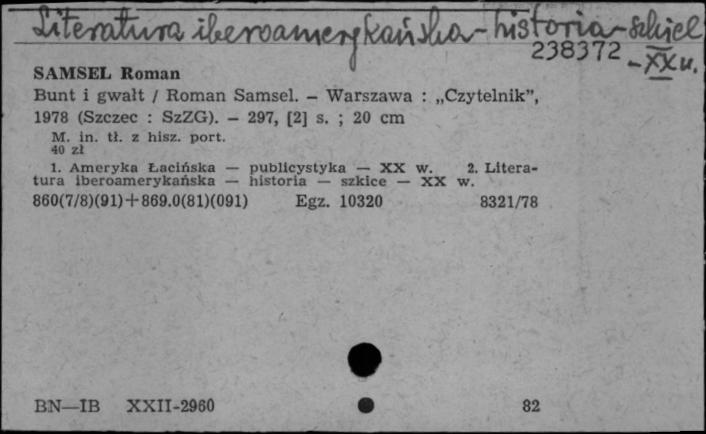 Literatura iberoamerykańska - historia - szkice
238372 - XX w.
SAMSEL Roman
Bunt i gwałt / Roman Samsel. — Warszawa : „Czytelnik”,
1978 (Szczec : SzZG). — 297, [2] s. ; 20 cm
M. in. tł. z hisz. port.
40 zł
1. Ameryka Łacińska — publicystyka — XX w. 2. Litera-
tura iberoamerykańska — historia — szkice — XX w.
860(7/8)(91)+869.0(81)(091) Egz. 10320 8321/78
BN—IB XXII-2960 82